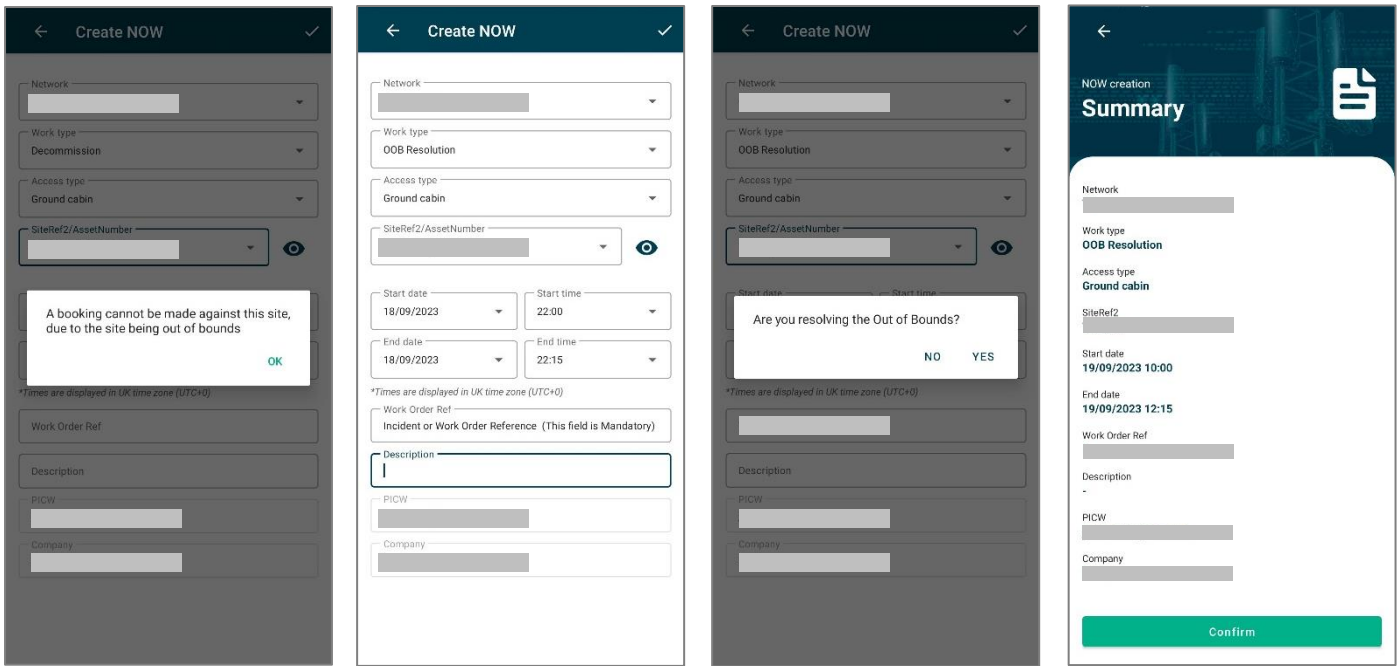 Create NOW
Network
Work type
Decommission
Access type
Ground cabin
SiteRef2/AssetNumber
A booking cannot be made against this site,
due to the site being out of bounds
OK
*Times are displayed in UK time zone (UTC+0)
Work Order Ref
Description
PICW
Company
Create NOW
Network
Work type
OOB Resolution
Access type
Ground cabin
SiteRef2/AssetNumber
Start date
18/09/2023
Start time
22:00
End date
18/09/2023
End time
22:15
*Times are displayed in UK time zone (UTC+0)
Work Order Ref
Incident or Work Order Reference (This field is Mandatory)
Description
PICW
Company
Create NOW
Network
Work type
OOB Resolution
Access type
Ground cabin
SiteRef2/AssetNumber
Start date
Start time
Are you resolving the Out of Bounds?
NO YES
*Times are displayed in UK time zone (UTC+0)
Description
PICW
Company
NOW creation
Summary
Network
Work type
OOB Resolution
Access type
Ground cabin
SiteRef2
Start date
19/09/2023 10:00
End date
19/09/2023 12:15
Work Order Ref
Description
-
PICW
Company
Confirm